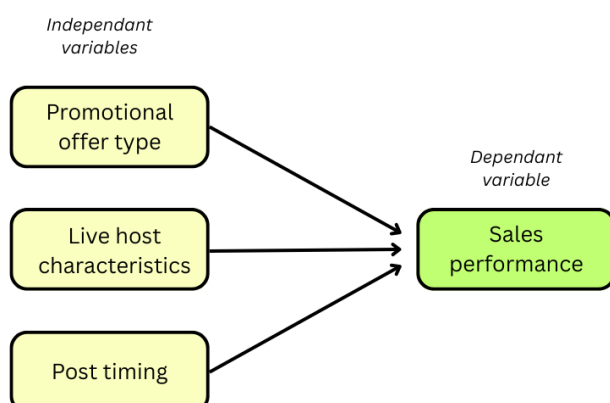 Independant
variables
Promotional
offer type
Live host
characteristics
Post timing
Dependant
variable
Sales
performance